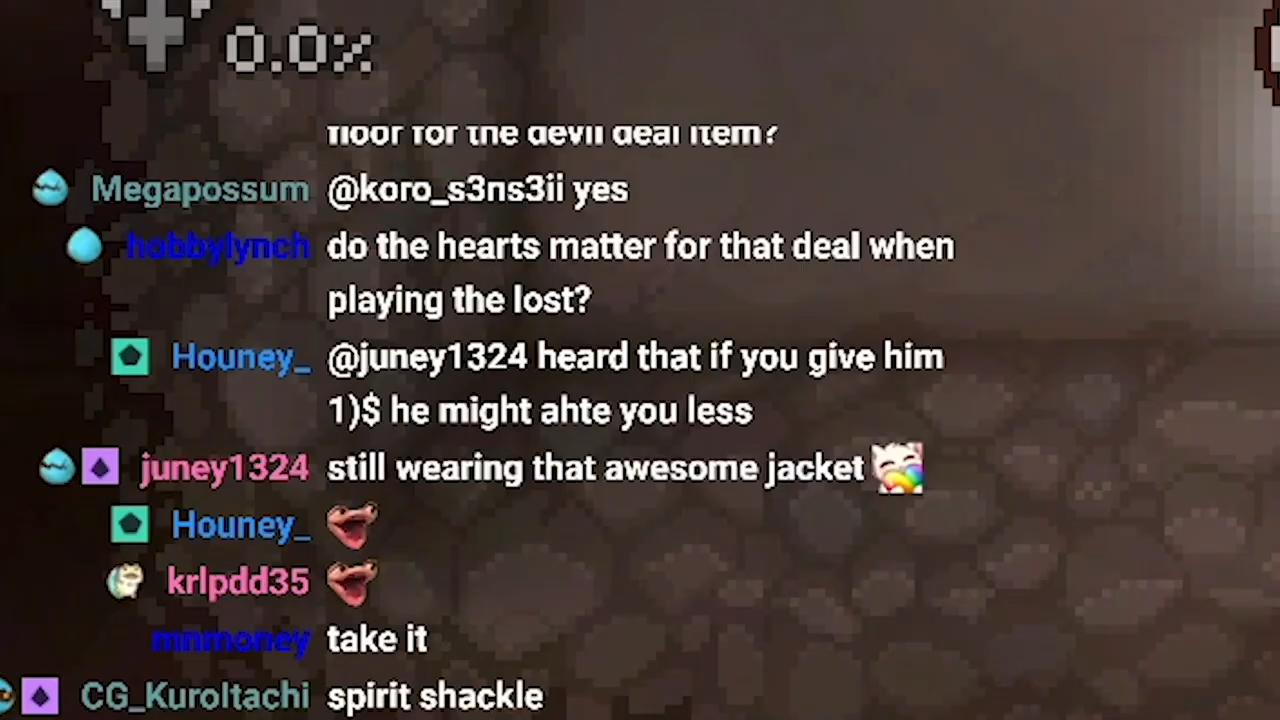 0.0%
floor for the devil deal item?
Megapossum @koro_s3ns3ii yes
hobbylynch do the hearts matter for that deal when
playing the lost?
Houney_ @juney1324 heard that if you give him
1)$ he might ahte you less
juney1324 still wearing that awesome jacket
Houney_
krlpdd35
mnmoney take it
CG_KuroItachi spirit shackle